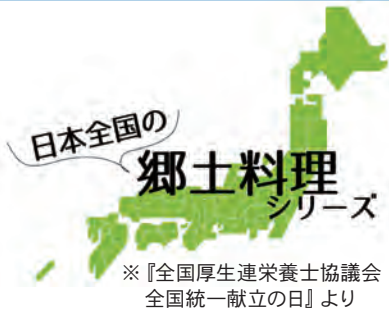 日本全国の
郷土料理
シリーズ
※『全国厚生連栄養士協議会
全国統一献立の日』より